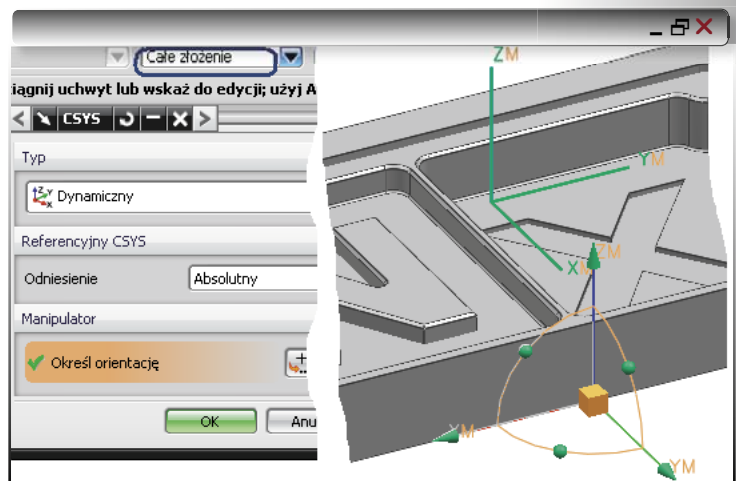 Całe złożenie
iągnij uchwyt lub wskaż do edycji; użyj A
CSYS
Typ
Dynamiczny
Referencyjny CSYS
Odniesienie Absolutny
Manipulator
Określ orientację
OK Anu
ZM
YM
XM
ZM
XM
YM